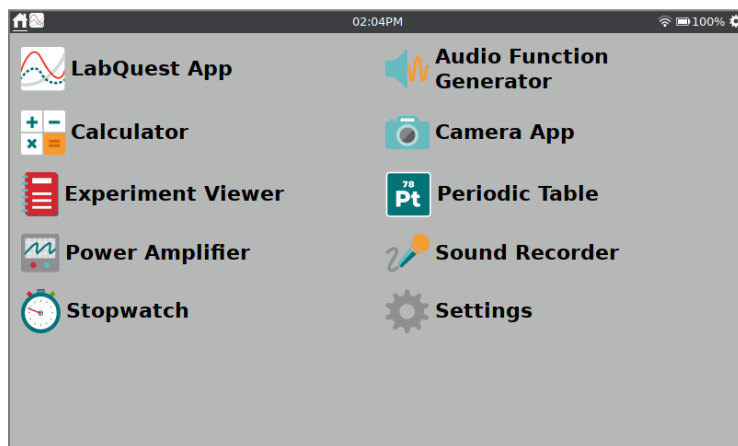 02:04PM
100%
LabQuest App
Audio Function
Generator
Calculator
Camera App
Experiment Viewer
78
Pt
Periodic Table
Power Amplifier
Sound Recorder
Stopwatch
Settings